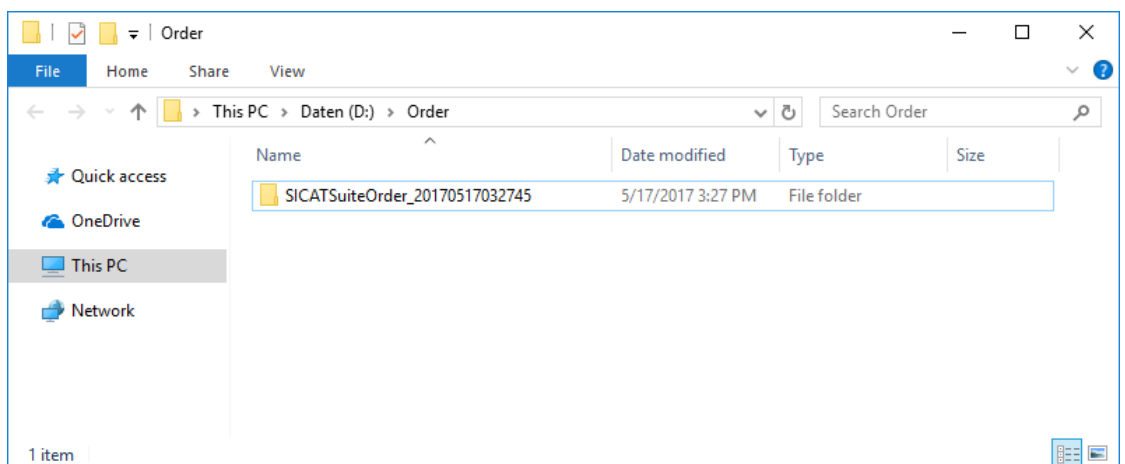 Order
File Home Share View ?
This PC > Daten (D:) > Order Search Order
Name Date modified Type Size
Quick access
SICATSuiteOrder_20170517032745 5/17/2017 3:27 PM File folder
OneDrive
This PC
Network
1 item